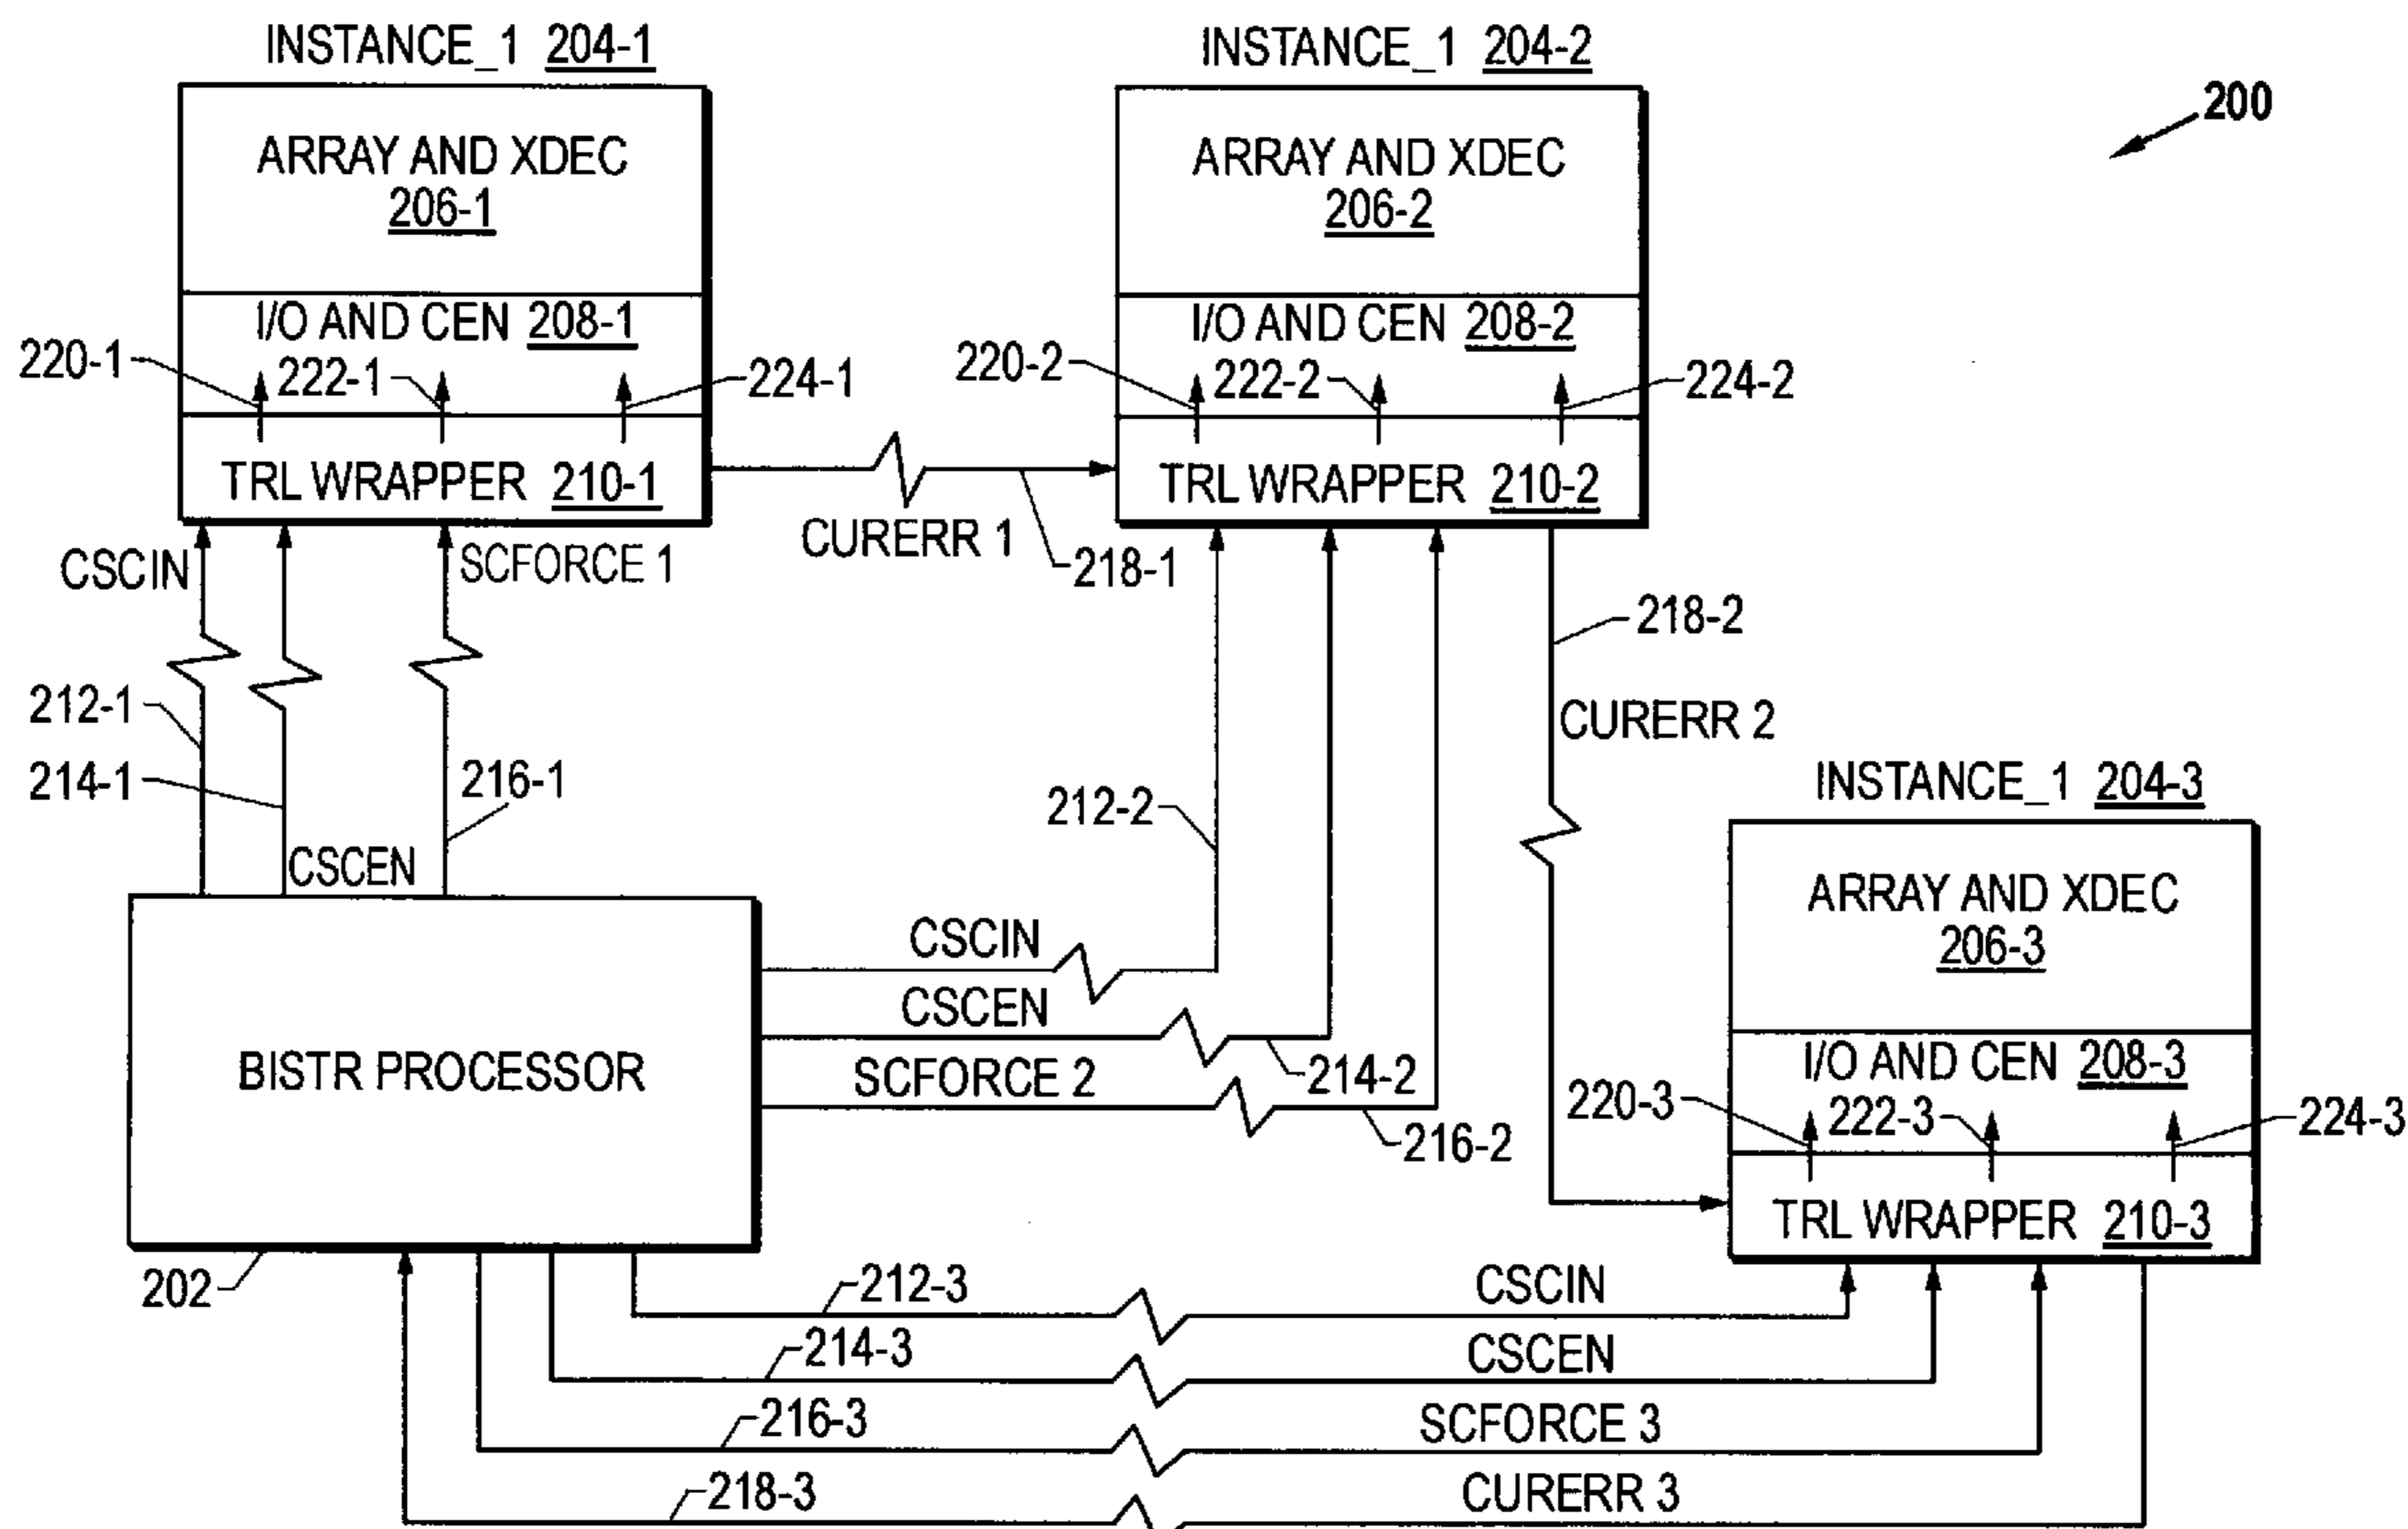 INSTANCE_1 204-1
INSTANCE_1 204-2
200
ARRAY AND XDEC
206-1
ARRAY AND XDEC
206-2
I/O AND CEN 208-1
I/O AND CEN 208-2
220-1
222-1
224-1
220-2
222-2
224-2
TRL WRAPPER 210-1
TRL WRAPPER 210-2
CURERR 1
218-1
CSCIN
SCFORCE 1
218-2
212-1
CURERR 2
214-1
216-1
212-2
INSTANCE_1 204-3
CSCEN
ARRAY AND XDEC
206-3
CSCIN
CSCEN
BISTR PROCESSOR
SCFORCE 2
214-2
I/O AND CEN 208-3
216-2
220-3
222-3
224-3
TRL WRAPPER 210-3
202
212-3
CSCIN
214-3
CSCEN
216-3
SCFORCE 3
218-3
CURERR 3